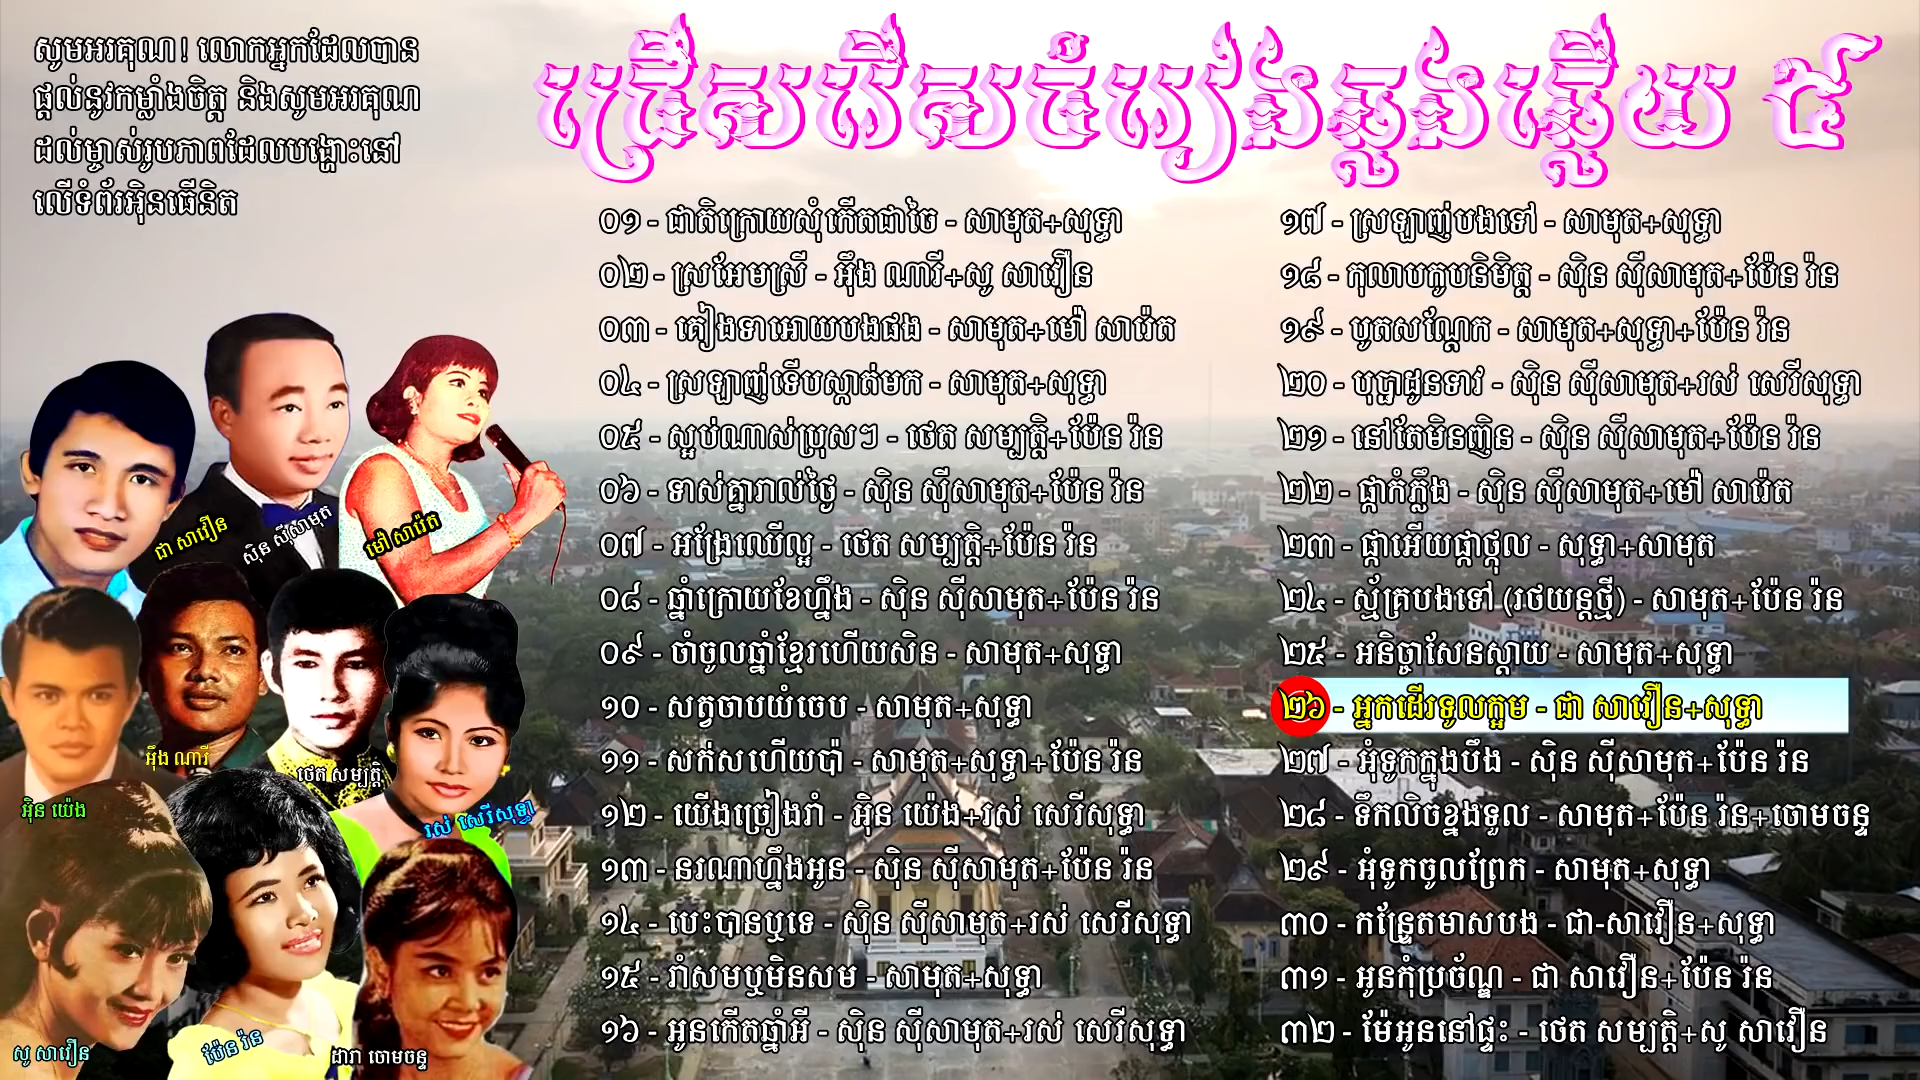 សូមអរគុណ! លោកអ្នកដែលបាន
ផ្ដល់នូវកម្លាំងចិត្ត និងសូមអរគុណ
ដល់ម្ចាស់រូបភាពដែលបង្ហោះនៅ
លើទំព័រអ៊ិនធើនិត
ជ្រើសរើសចំរៀងឆ្លងឆ្លើយ ៥
០១ - ជាតិក្រោយសុំកើតជាចៃ - សាមុត+សុទ្ធា
០២ - ស្រអែមស្រី - អ៊ឹង ណារី+សូ សាវឿន
០៣ - គៀងទាអោយបងផង - សាមុត+ម៉ៅ សារ៉េត
០៤ - ស្រឡាញ់ទើបស្កាត់មក - សាមុត+សុទ្ធា
០៥ - ស្អប់ណាស់ប្រុសៗ - ថេត សម្បត្តិ+ប៉ែន រ៉ន
០៦ - ទាស់គ្នារាល់ថ្ងៃ - ស៊ិន ស៊ីសាមុត+ប៉ែន រ៉ន
០៧ - អង្រែឈើល្អ - ថេត សម្បត្តិ+ប៉ែន រ៉ន
០៨ - ឆ្នាំក្រោយខែហ្នឹង - ស៊ិន ស៊ីសាមុត+ប៉ែន រ៉ន
០៩ - ចាំចូលឆ្នាំខ្មែរហើយសិន - សាមុត+សុទ្ធា
១០ - សត្វចាបយំចេប - សាមុត+សុទ្ធា
១១ - សក់សហើយប៉ា - សាមុត+សុទ្ធា+ប៉ែន រ៉ន
១២ - យើងច្រៀងរាំ - អ៊ិន យ៉េង+រស់ សេរីសុទ្ធា
១៣ - នរណាហ្នឹងអូន - ស៊ិន ស៊ីសាមុត+ប៉ែន រ៉ន
១៤ - បេះបានឬទេ - ស៊ិន ស៊ីសាមុត+រស់ សេរីសុទ្ធា
១៥ - រាំសមឬមិនសម - សាមុត+សុទ្ធា
១៦ - អូនកើតឆ្នាំអី - ស៊ិន ស៊ីសាមុត+រស់ សេរីសុទ្ធា
១៧ - ស្រឡាញ់បងទៅ - សាមុត+សុទ្ធា
១៨ - កុលាបកូបនិមិត្ត - ស៊ិន ស៊ីសាមុត+ប៉ែន រ៉ន
១៩ - បូតសណ្ដែក - សាមុត+សុទ្ធា+ប៉ែន រ៉ន
២០ - បុប្ផាដូនទាវ - ស៊ិន ស៊ីសាមុត+រស់ សេរីសុទ្ធា
២១ - នៅតែមិនញិន - ស៊ិន ស៊ីសាមុត+ប៉ែន រ៉ន
២២ - ផ្កាកំភ្លឹង - ស៊ិន ស៊ីសាមុត+ម៉ៅ សារ៉េត
២៣ - ផ្កាអើយផ្កាថ្កុល - សុទ្ធា+សាមុត
២៤ - ស្ម័គ្របងទៅ (រថយន្តថ្មី) - សាមុត+ប៉ែន រ៉ន
២៥ - អនិច្ចាសែនស្ដាយ - សាមុត+សុទ្ធា
២៦ - អ្នកដើរទូលក្អម - ជា សាវឿន+សុទ្ធា
២៧ - អុំទូកក្នុងបឹង - ស៊ិន ស៊ីសាមុត+ប៉ែន រ៉ន
២៨ - ទឹកលិចខ្នងទួល - សាមុត+ប៉ែន រ៉ន+ចោមចន្ទ
២៩ - អុំទូកចូលព្រែក - សាមុត+សុទ្ធា
៣០ - កន្ត្រែតមាសបង - ជា-សាវឿន+សុទ្ធា
៣១ - អូនកុំប្រច័ណ្ឌ - ជា សាវឿន+ប៉ែន រ៉ន
៣២ - ម៉ែអូននៅផ្ទះ - ថេត សម្បត្តិ+សូ សាវឿន
ជា សាវឿន
ស៊ិន ស៊ីសាមុត
ម៉ៅ សារ៉េត
អ៊ឹង ណារី
ថេត សម្បត្តិ
អ៊ិន យ៉េង
រស់ សេរីសុទ្ធា
សូ សាវឿន
ប៉ែន រ៉ន
ដារា ចោមចន្ទ